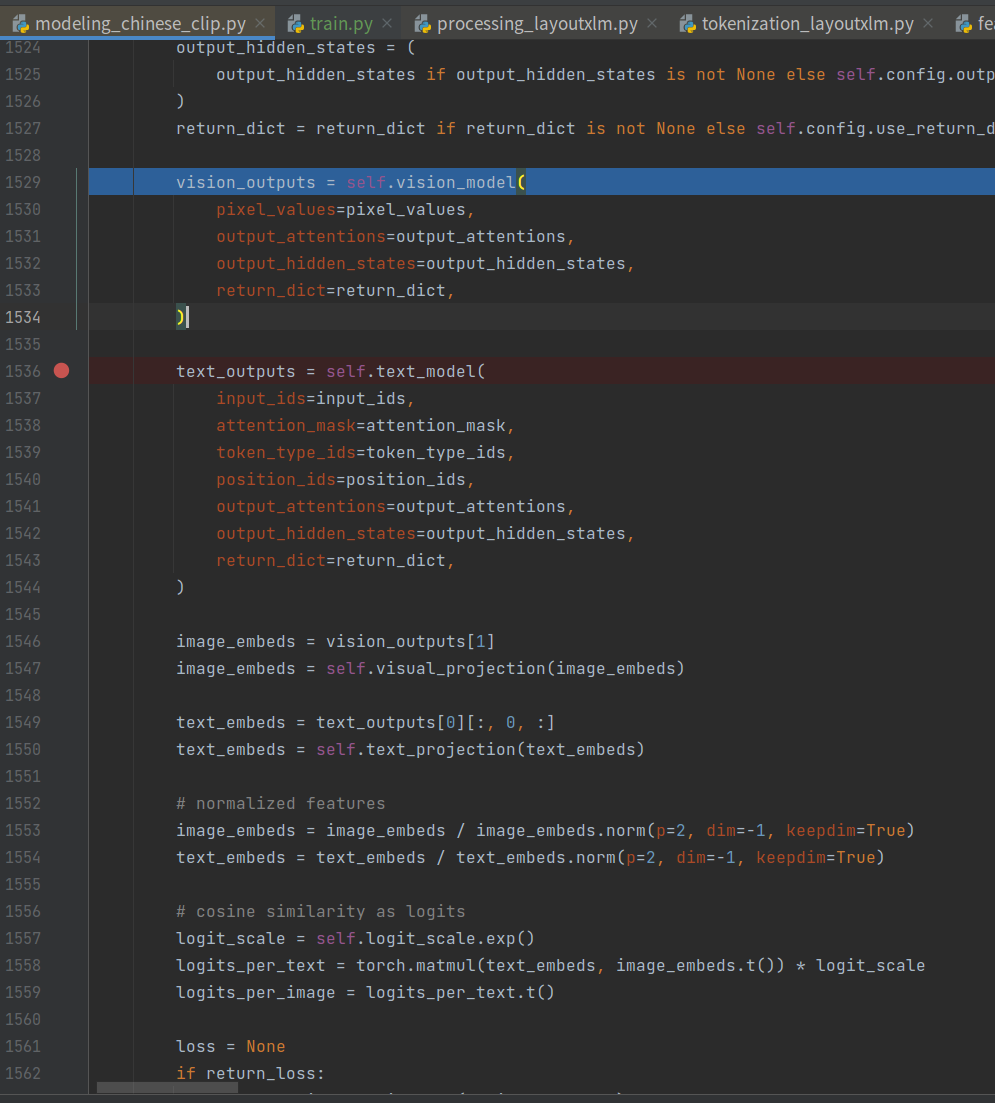 modeling_chinese_clip.py × train.py × processing_layoutxlm.py × tokenization_layoutxlm.py × fe
1524 output_hidden_states = (
1525 output_hidden_states if output_hidden_states is not None else self.config.outp
1526 )
1527 return_dict = return_dict if return_dict is not None else self.config.use_return_d
1528
1529 vision_outputs = self.vision_model(
1530 pixel_values=pixel_values,
1531 output_attentions=output_attentions,
1532 output_hidden_states=output_hidden_states,
1533 return_dict=return_dict,
1534 )
1535
1536 text_outputs = self.text_model(
1537 input_ids=input_ids,
1538 attention_mask=attention_mask,
1539 token_type_ids=token_type_ids,
1540 position_ids=position_ids,
1541 output_attentions=output_attentions,
1542 output_hidden_states=output_hidden_states,
1543 return_dict=return_dict,
1544 )
1545
1546 image_embeds = vision_outputs[1]
1547 image_embeds = self.visual_projection(image_embeds)
1548
1549 text_embeds = text_outputs[0][:, 0, :]
1550 text_embeds = self.text_projection(text_embeds)
1551
1552 # normalized features
1553 image_embeds = image_embeds / image_embeds.norm(p=2, dim=-1, keepdim=True)
1554 text_embeds = text_embeds / text_embeds.norm(p=2, dim=-1, keepdim=True)
1555
1556 # cosine similarity as logits
1557 logit_scale = self.logit_scale.exp()
1558 logits_per_text = torch.matmul(text_embeds, image_embeds.t()) * logit_scale
1559 logits_per_image = logits_per_text.t()
1560
1561 loss = None
1562 if return_loss: